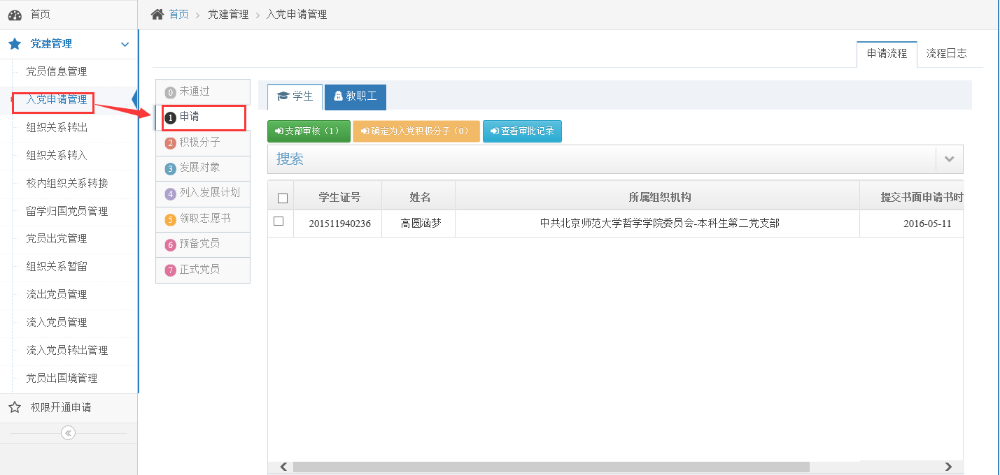 首页
党建管理
党员信息管理
入党申请管理
组织关系转出
组织关系转入
校内组织关系转接
留学归国党员管理
党员出党管理
组织关系暂留
流出党员管理
流入党员管理
流入党员转出管理
党员出国境管理
权限开通申请
首页 > 党建管理 > 入党申请管理
申请流程 流程日志
0 未通过
1 申请
2 积极分子
3 发展对象
4 列入发展计划
5 领取志愿书
6 预备党员
7 正式党员
学生 教职工
支部审核（1） 确定为入党积极分子（0） 查看审批记录
搜索
学生证号 姓名 所属组织机构 提交书面申请书时
201511940236 高圆涵梦 中共北京师范大学哲学学院委员会-本科生第二党支部 2016-05-11